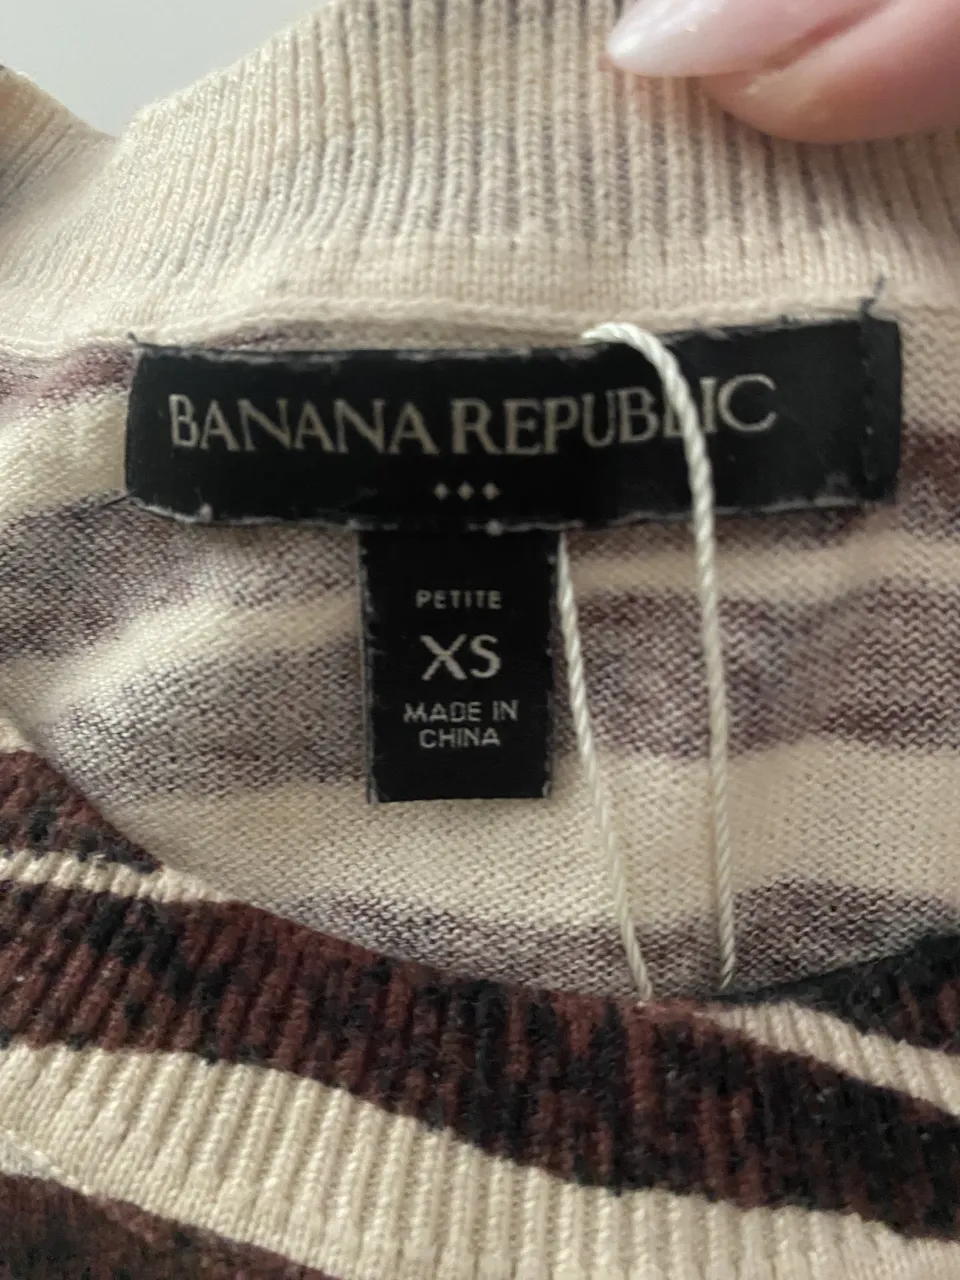 BANANA REPUBLIC
PETITE
XS
MADE IN
CHINA